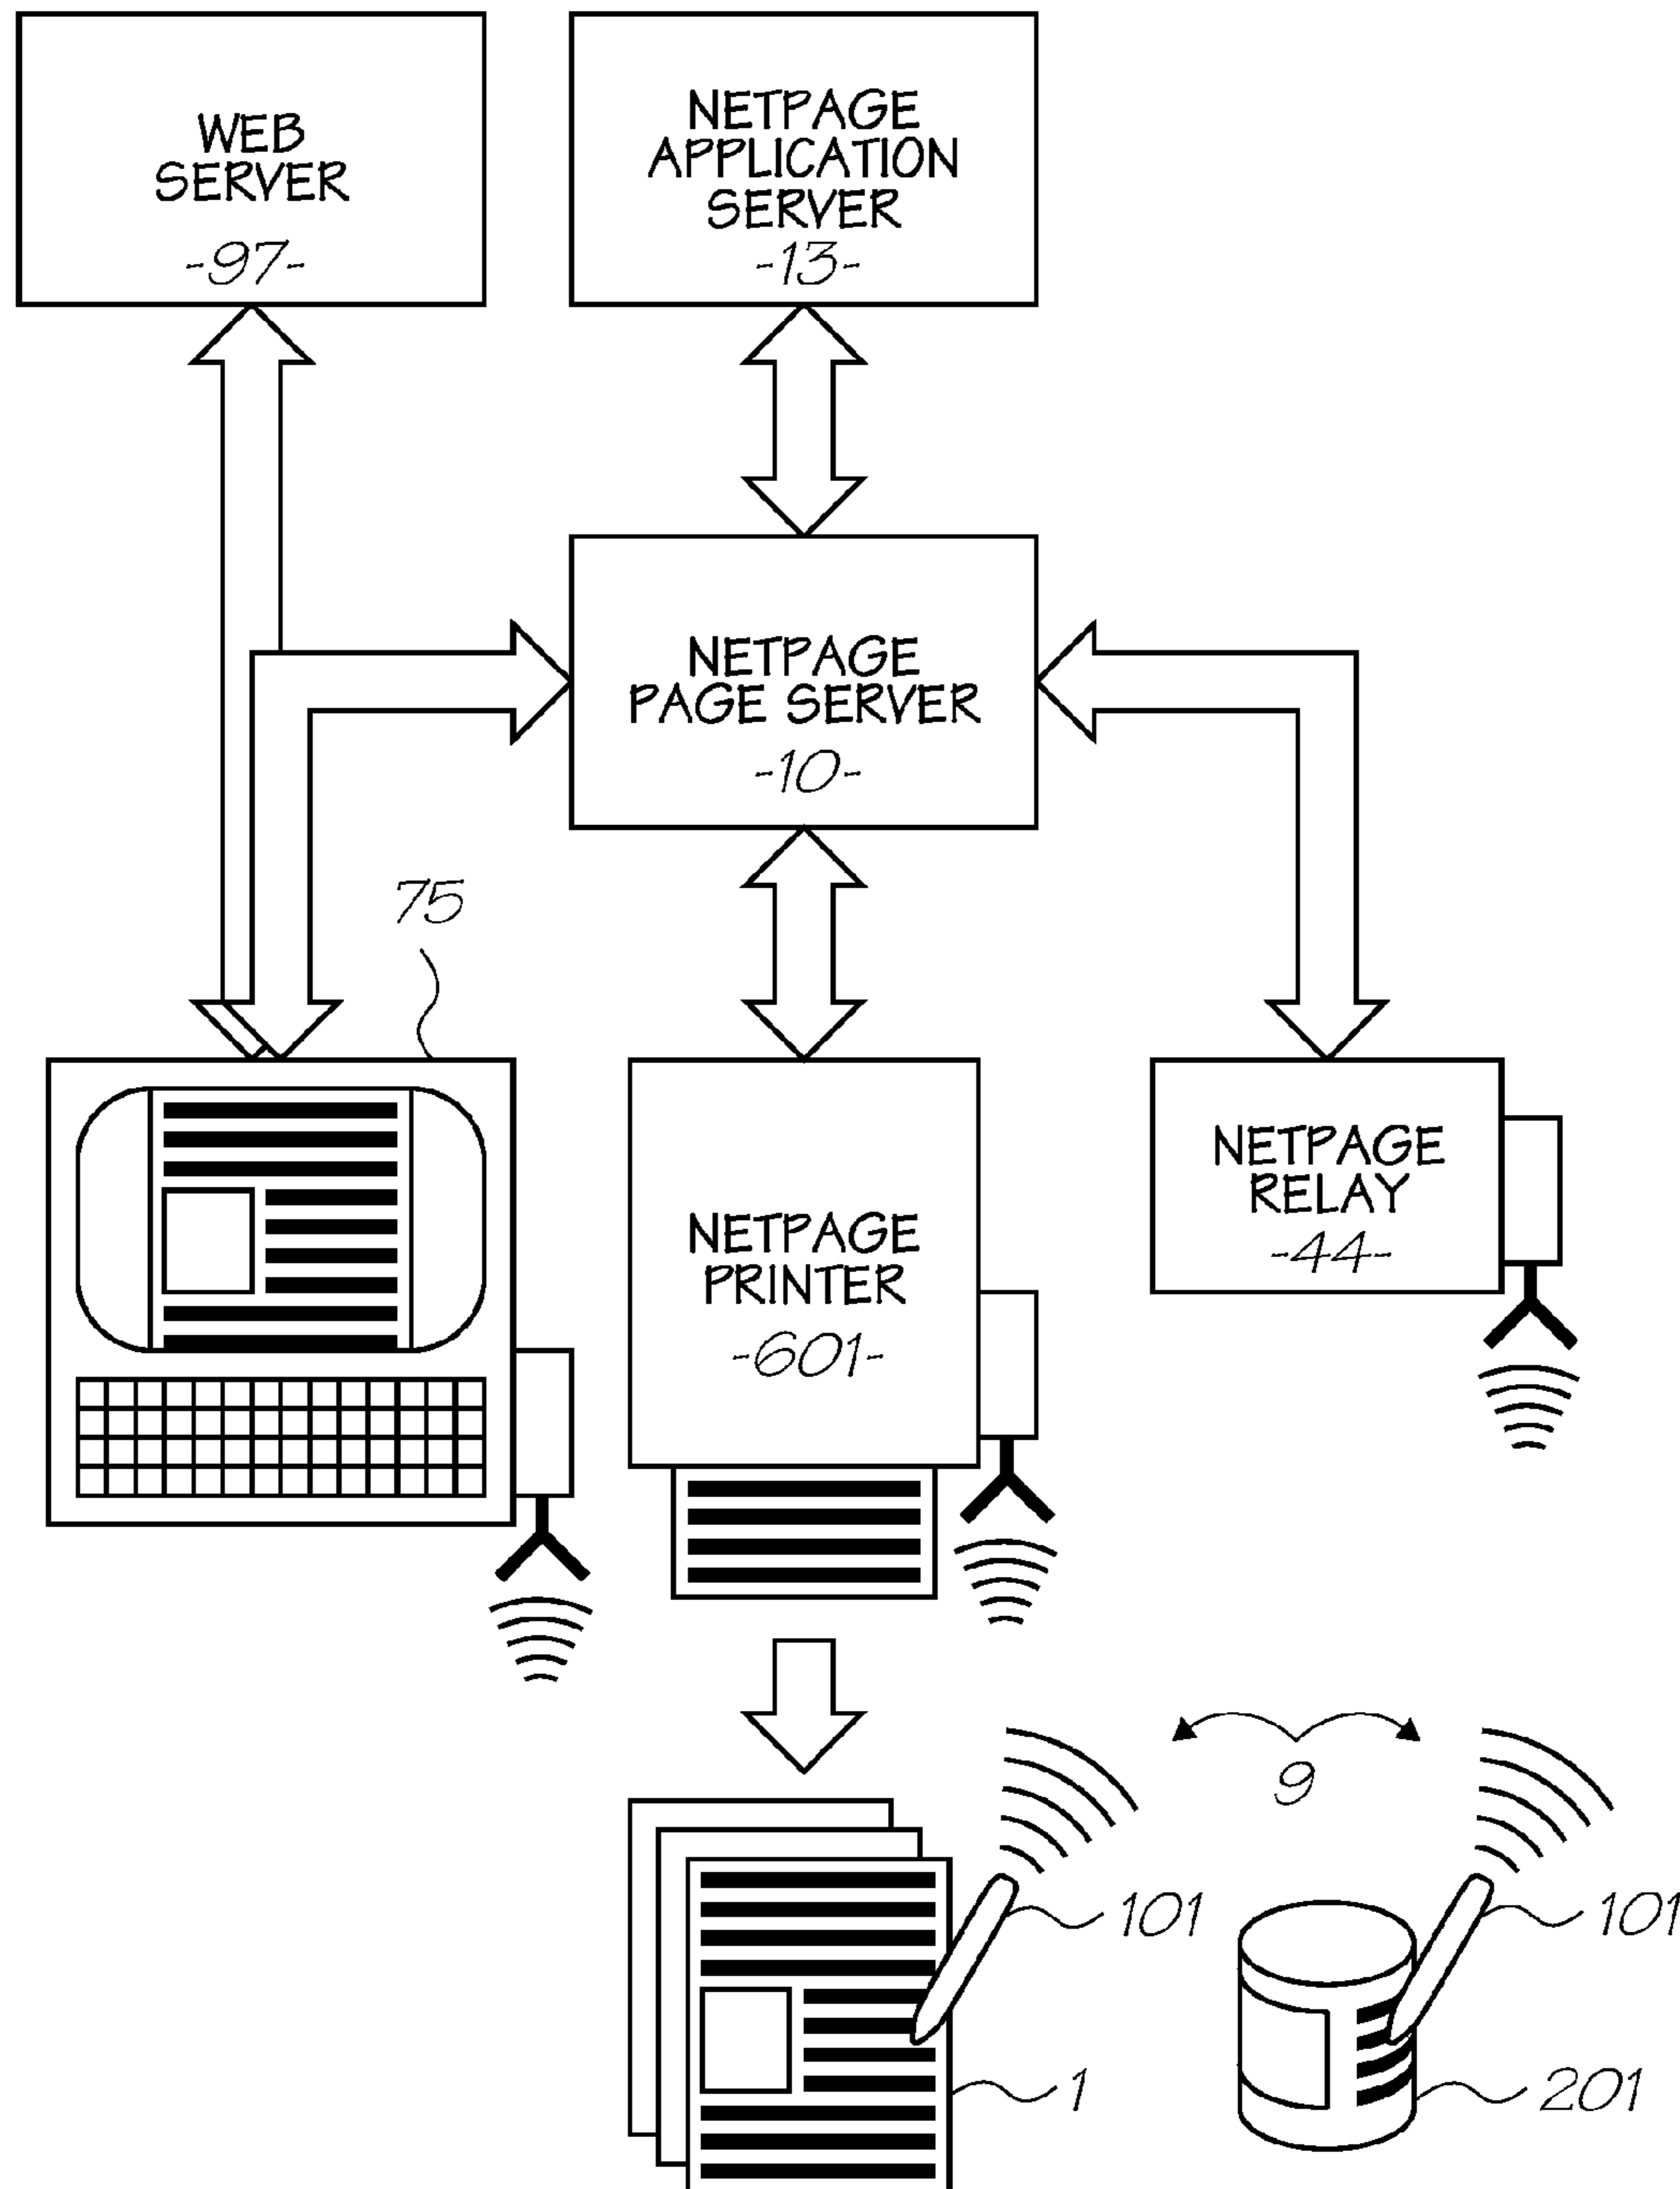 WEB
SERVER
-97-
NETPAGE
APPLICATION
SERVER
-13-
NETPAGE
PAGE SERVER
-10-
75
NETPAGE
PRINTER
-601-
NETPAGE
RELAY
-44-
9
101
101
1
201